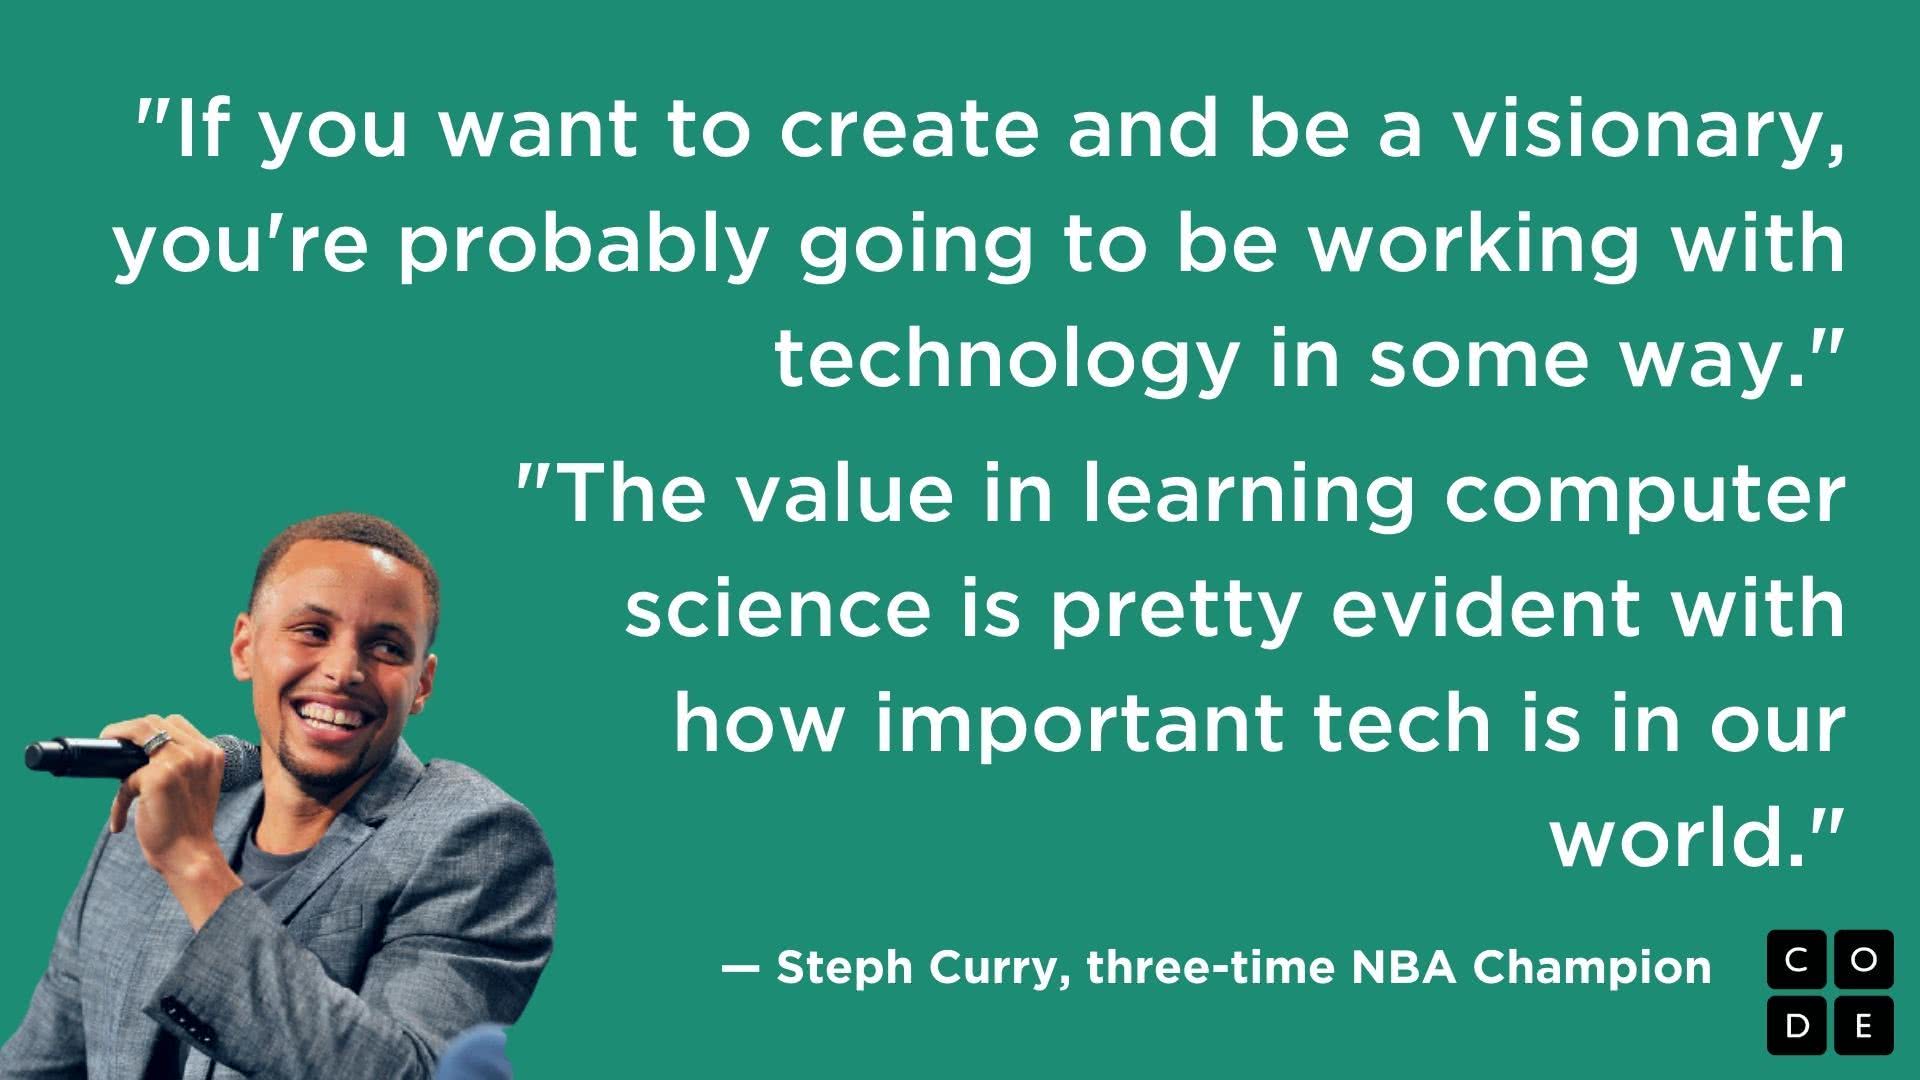 "If you want to create and be a visionary,
you're probably going to be working with
technology in some way."
"The value in learning computer
science is pretty evident with
how important tech is in our
world."
— Steph Curry, three-time NBA Champion
C O
D E